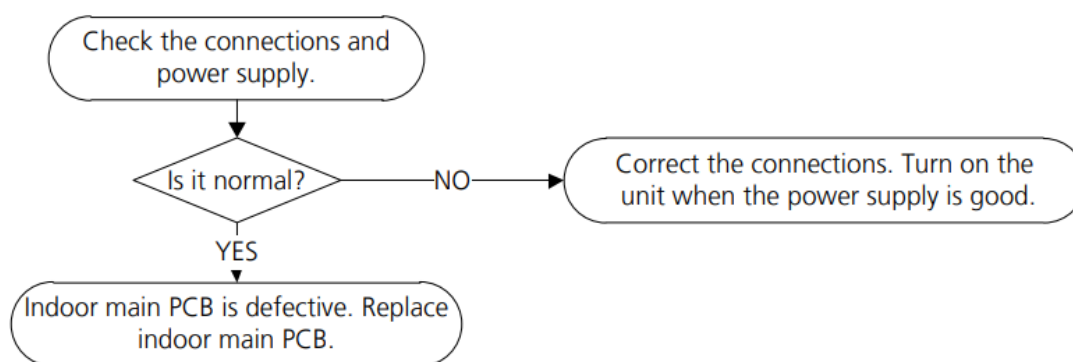 Check the connections and
power supply.
Is it normal?
NO
Correct the connections. Turn on the
unit when the power supply is good.
YES
Indoor main PCB is defective. Replace
indoor main PCB.